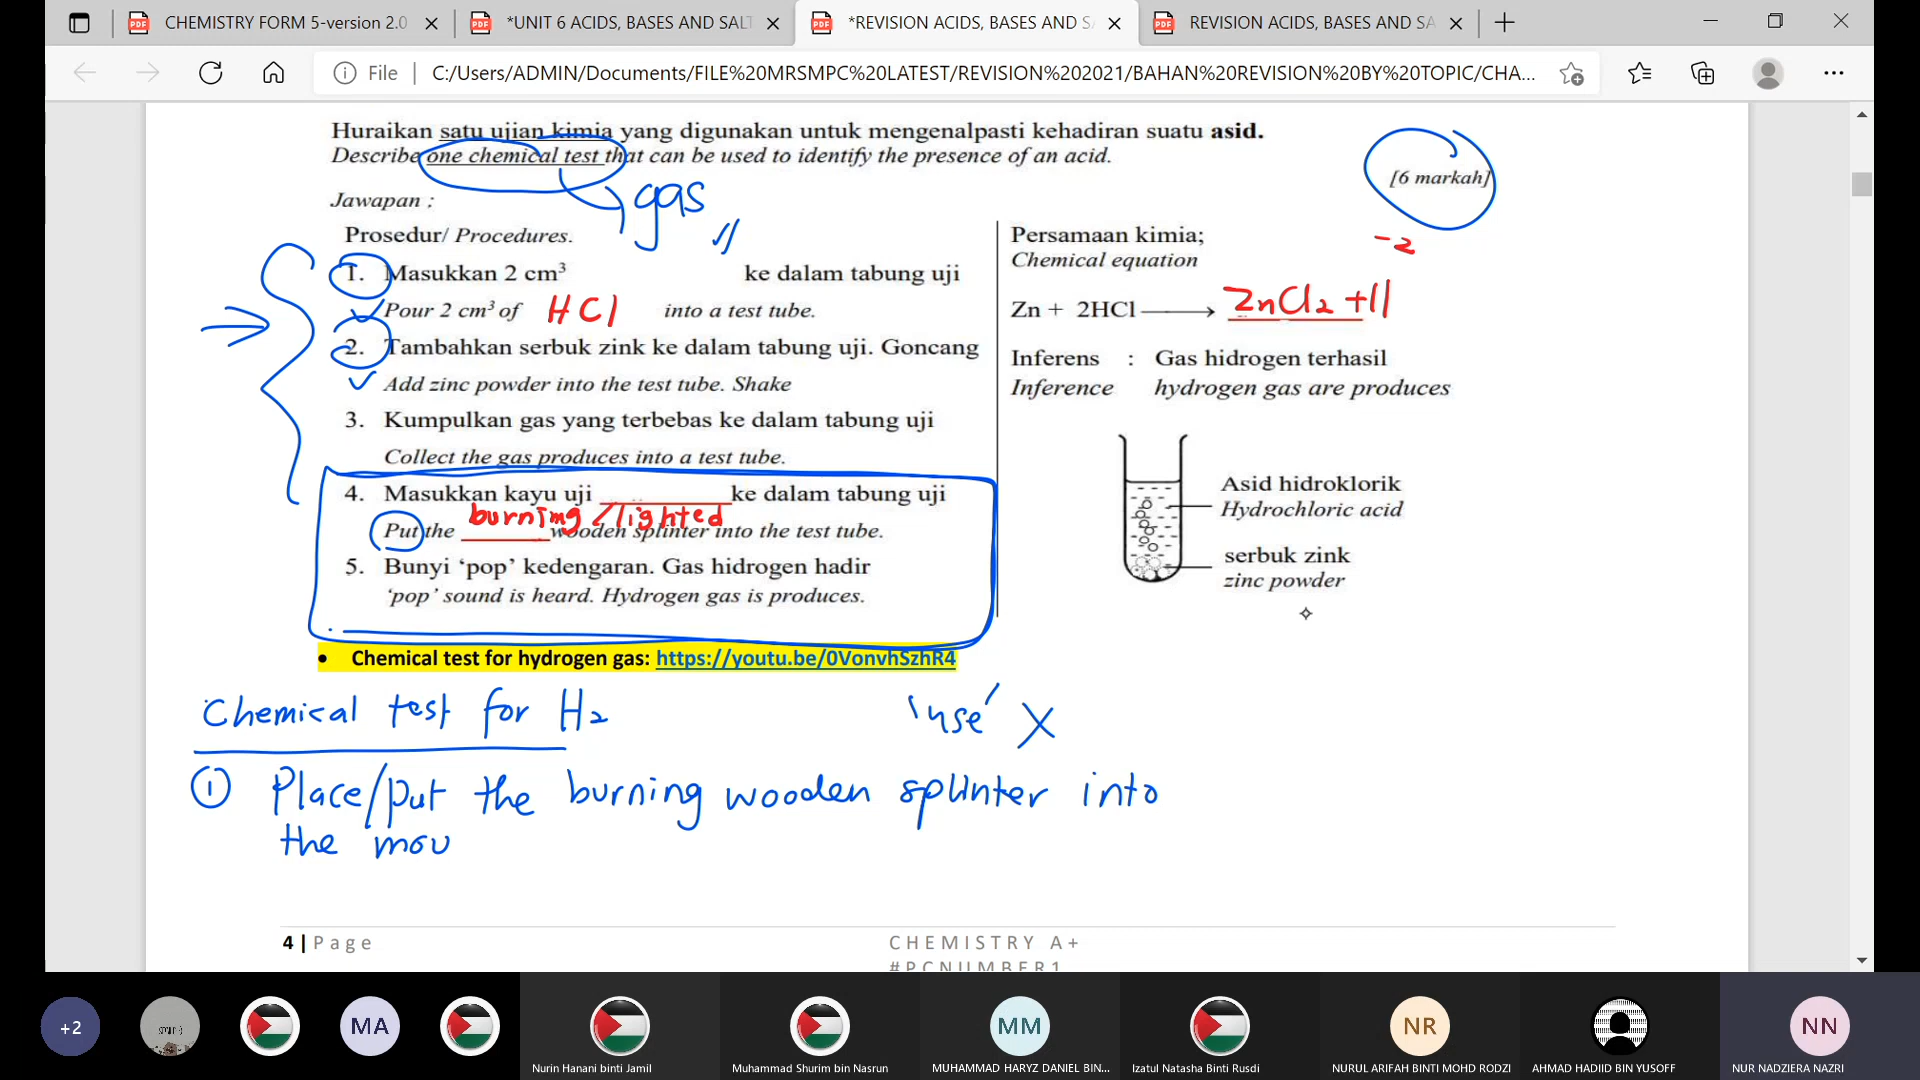 CHEMISTRY FORM 5-version 2.0
*UNIT 6 ACIDS, BASES AND SALT
*REVISION ACIDS, BASES AND SA
REVISION ACIDS, BASES AND SA
File
C:/Users/ADMIN/Documents/FILE%20MRSMPC%20LATEST/REVISION%202021/BAHAN%20REVISION%20BY%20TOPIC/CHA...
Huraikan satu ujian kimia yang digunakan untuk mengenalpasti kehadiran suatu asid.
Describe one chemical test that can be used to identify the presence of an acid.
[6 markah]
gas
Jawapan :
-2
Prosedur/ Procedures.
1. Masukkan 2 cm³ ke dalam tabung uji
Pour 2 cm³ of HCl into a test tube.
2. Tambahkan serbuk zink ke dalam tabung uji. Goncang
Add zinc powder into the test tube. Shake
3. Kumpulkan gas yang terbebas ke dalam tabung uji
Collect the gas produces into a test tube.
4. Masukkan kayu uji ke dalam tabung uji
burning / lighted
Put the wooden splinter into the test tube.
5. Bunyi ‘pop’ kedengaran. Gas hidrogen hadir
‘pop’ sound is heard. Hydrogen gas is produces.
Persamaan kimia;
Chemical equation
Zn + 2HCl ⟶ ZnCl₂ + H
Inferens : Gas hidrogen terhasil
Inference hydrogen gas are produces
Asid hidroklorik
Hydrochloric acid
serbuk zink
zinc powder
• Chemical test for hydrogen gas: https://youtu.be/0VonvhSzhR4
Chemical test for H₂
'use' X
① Place/put the burning wooden splinter into
the mou
4 | Page
CHEMISTRY A+
#PCNUMBER1
+2
MA
MM
NR
NN
Nurin Hanani binti Jamil
Muhammad Shurim bin Nasrun
MUHAMMAD HARYZ DANIEL BIN...
Izatul Natasha Binti Rusdi
NURUL ARIFAH BINTI MOHD RODZI
AHMAD HADIID BIN YUSOFF
NUR NADZIERA NAZRI